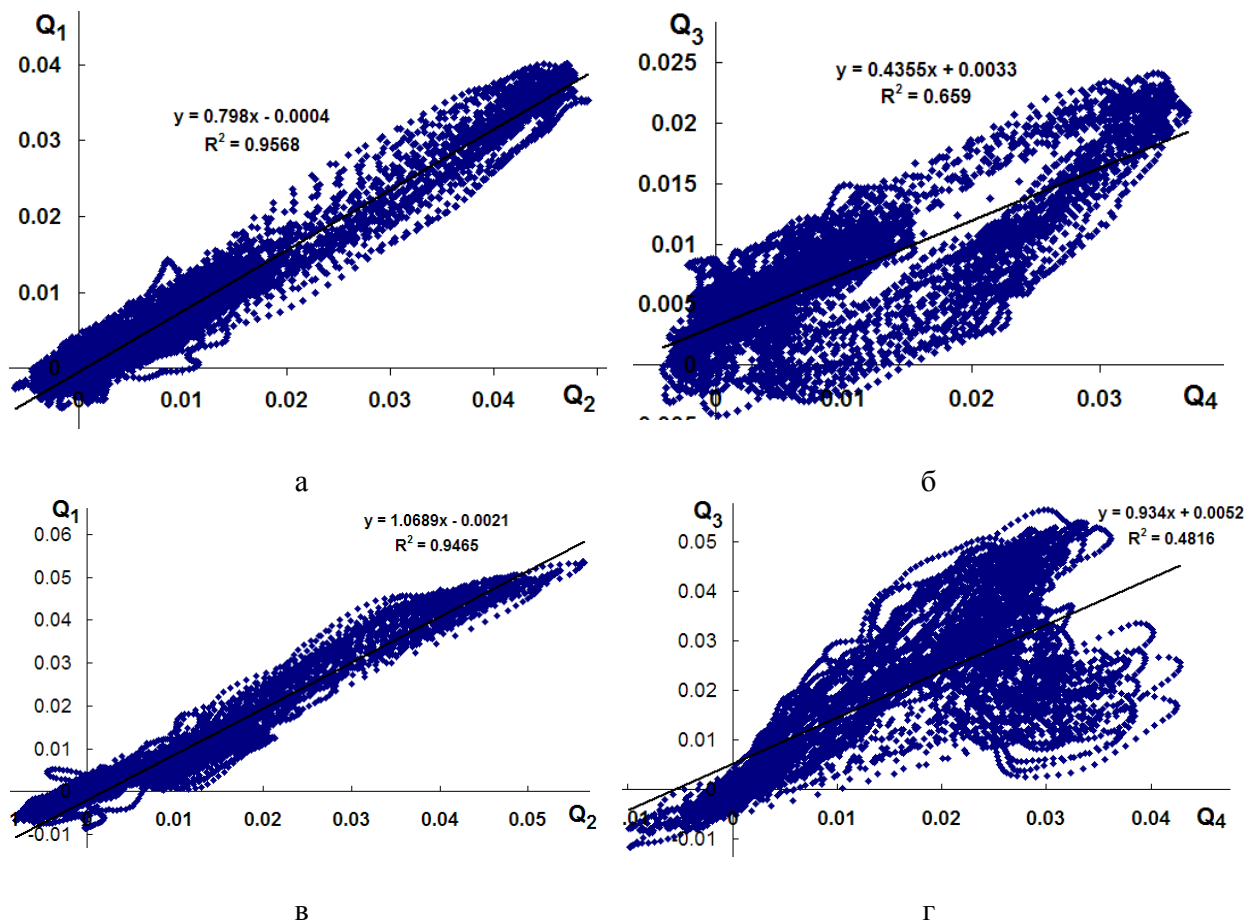 Q1
0.04
0.03
0.02
0.01
0
y = 0.798x - 0.0004
R² = 0.9568
0 0.01 0.02 0.03 0.04 Q2
а
Q3
0.025
0.02
0.015
0.01
0.005
0
y = 0.4355x + 0.0033
R² = 0.659
0 0.01 0.02 0.03 Q4
б
Q1
0.06
0.05
0.04
0.03
0.02
0.01
0
-0.01
y = 1.0689x - 0.0021
R² = 0.9465
0 0.01 0.02 0.03 0.04 0.05 Q2
в
Q3
0.05
0.04
0.03
0.02
0.01
0
-0.01
y = 0.934x + 0.0052
R² = 0.4816
.01 0 0.01 0.02 0.03 0.04 Q4
г